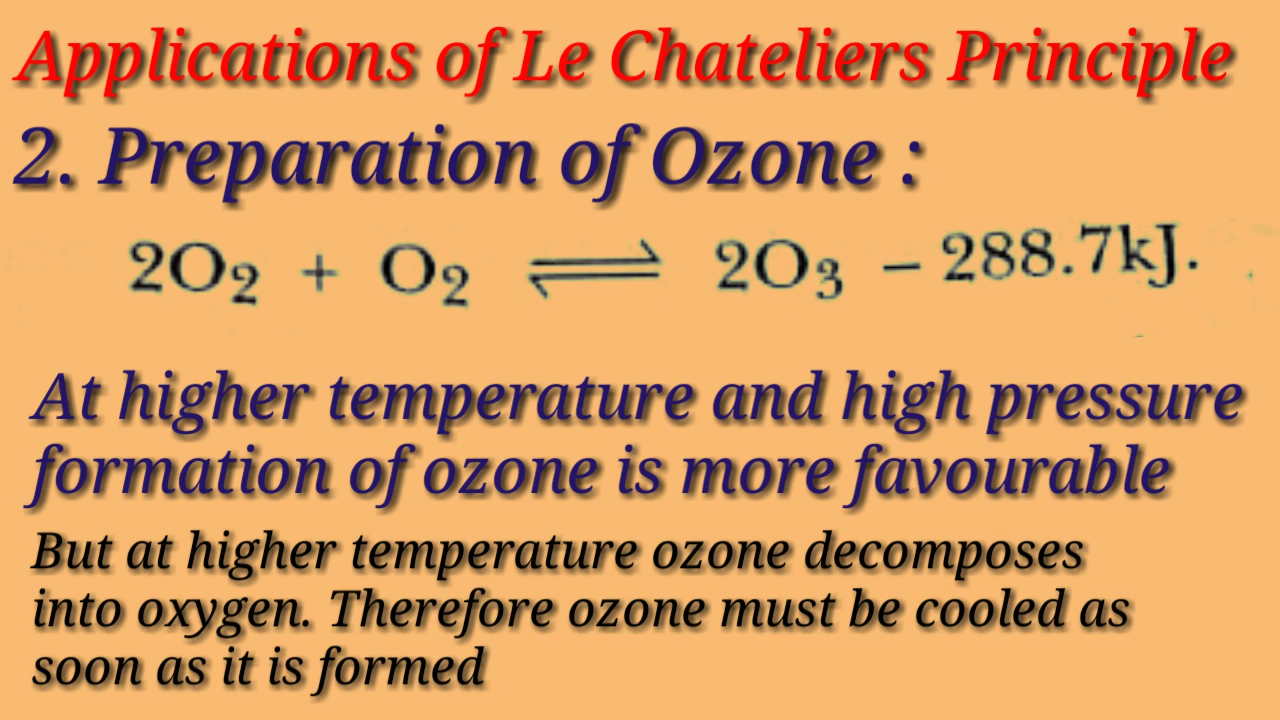 Applications of Le Chateliers Principle
2. Preparation of Ozone :
2O₂ + O₂ ⇌ 2O₃ – 288.7kJ.
At higher temperature and high pressure
formation of ozone is more favourable
But at higher temperature ozone decomposes
into oxygen. Therefore ozone must be cooled as
soon as it is formed